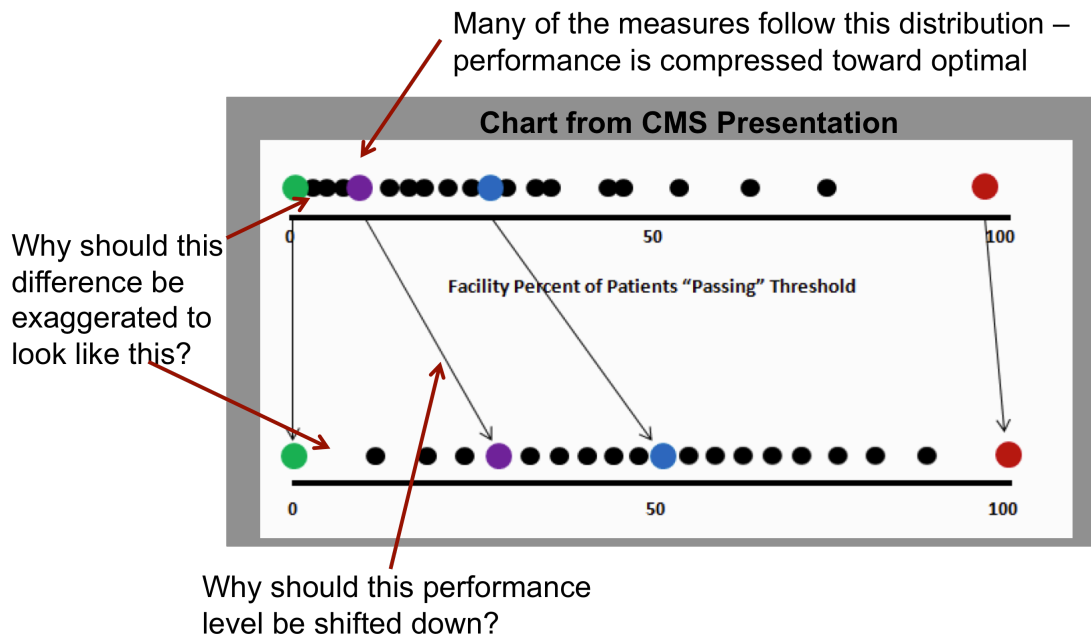 Many of the measures follow this distribution –
performance is compressed toward optimal
Chart from CMS Presentation
0
50
100
Facility Percent of Patients “Passing” Threshold
Why should this
difference be
exaggerated to
look like this?
0
50
100
Why should this performance
level be shifted down?